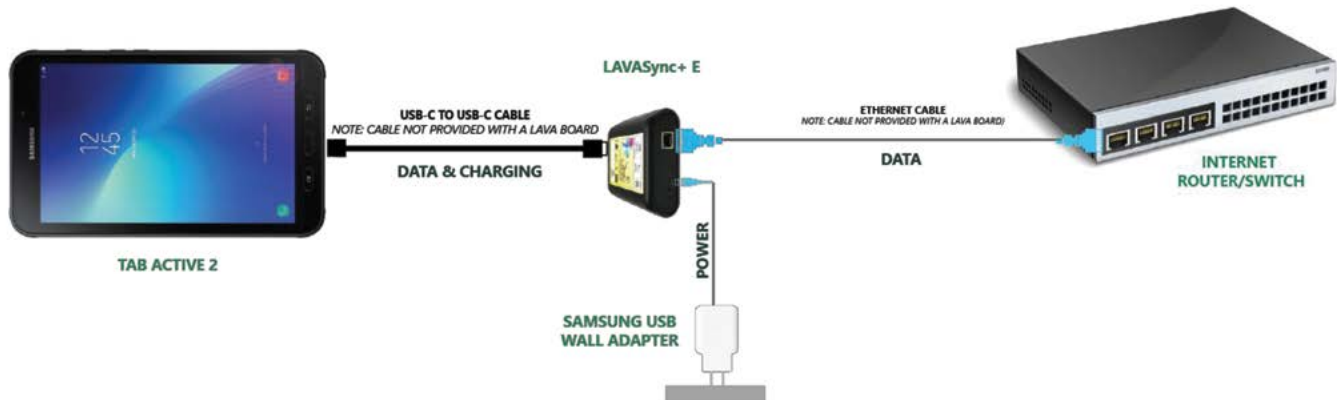 LAVASync+ E
USB-C TO USB-C CABLE
NOTE: CABLE NOT PROVIDED WITH A LAVA BOARD
DATA & CHARGING
ETHERNET CABLE
NOTE: CABLE NOT PROVIDED WITH A LAVA BOARD)
DATA
INTERNET
ROUTER/SWITCH
SAMSUNG
12
45
TAB ACTIVE 2
POWER
SAMSUNG USB
WALL ADAPTER